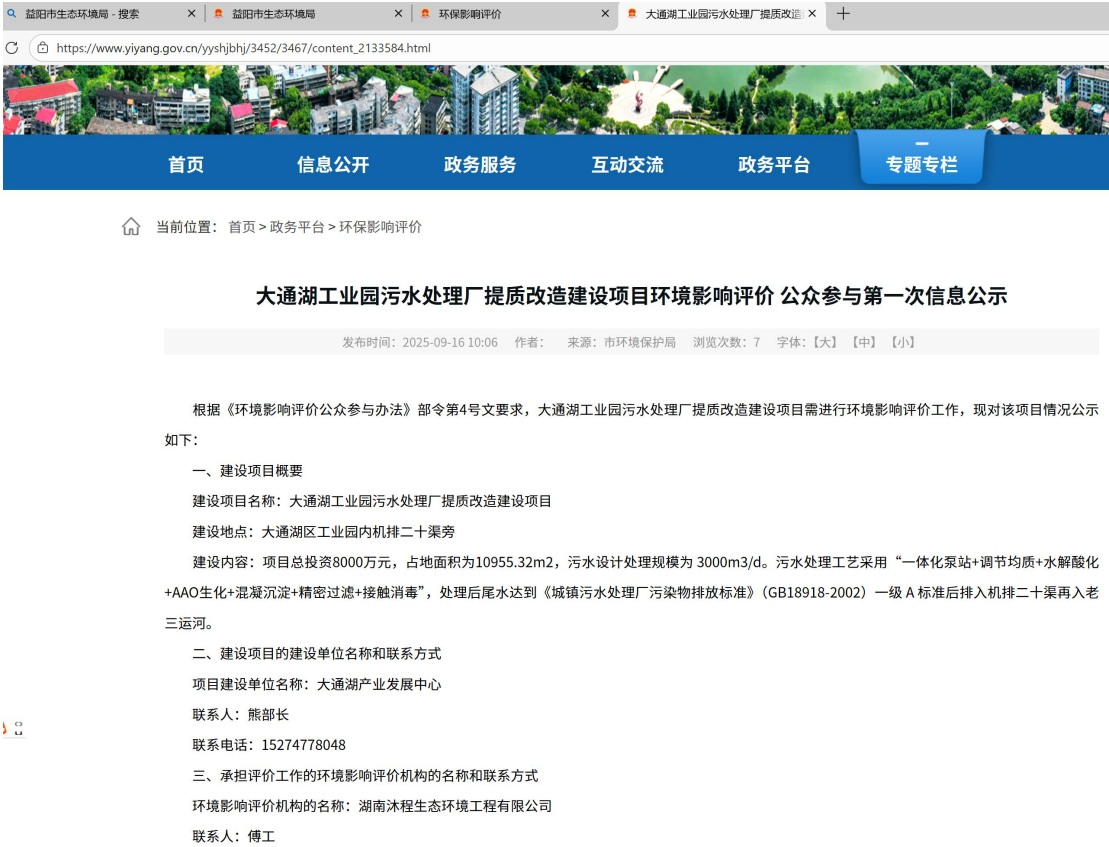 益阳市生态环境局 - 搜索
益阳市生态环境局
环保影响评价
大通湖工业园污水处理厂提质改造
https://www.yiyang.gov.cn/yyshjbhj/3452/3467/content_2133584.html
首页 信息公开 政务服务 互动交流 政务平台 专题专栏
当前位置： 首页 > 政务平台 > 环保影响评价
大通湖工业园污水处理厂提质改造建设项目环境影响评价 公众参与第一次信息公示
发布时间：2025-09-16 10:06 作者： 来源：市环境保护局 浏览次数：7 字体：【大】 【中】 【小】
根据《环境影响评价公众参与办法》部令第4号文要求，大通湖工业园污水处理厂提质改造建设项目需进行环境影响评价工作，现对该项目情况公示
如下：
一、建设项目概要
建设项目名称：大通湖工业园污水处理厂提质改造建设项目
建设地点：大通湖区工业园内机排二十渠旁
建设内容：项目总投资8000万元，占地面积为10955.32m2，污水设计处理规模为 3000m3/d。污水处理工艺采用“一体化泵站+调节均质+水解酸化
+AAO生化+混凝沉淀+精密过滤+接触消毒”，处理后尾水达到《城镇污水处理厂污染物排放标准》（GB18918-2002）一级 A 标准后排入机排二十渠再入老
三运河。
二、建设项目的建设单位名称和联系方式
项目建设单位名称：大通湖产业发展中心
联系人：熊部长
联系电话：15274778048
三、承担评价工作的环境影响评价机构的名称和联系方式
环境影响评价机构的名称：湖南沐程生态环境工程有限公司
联系人：傅工